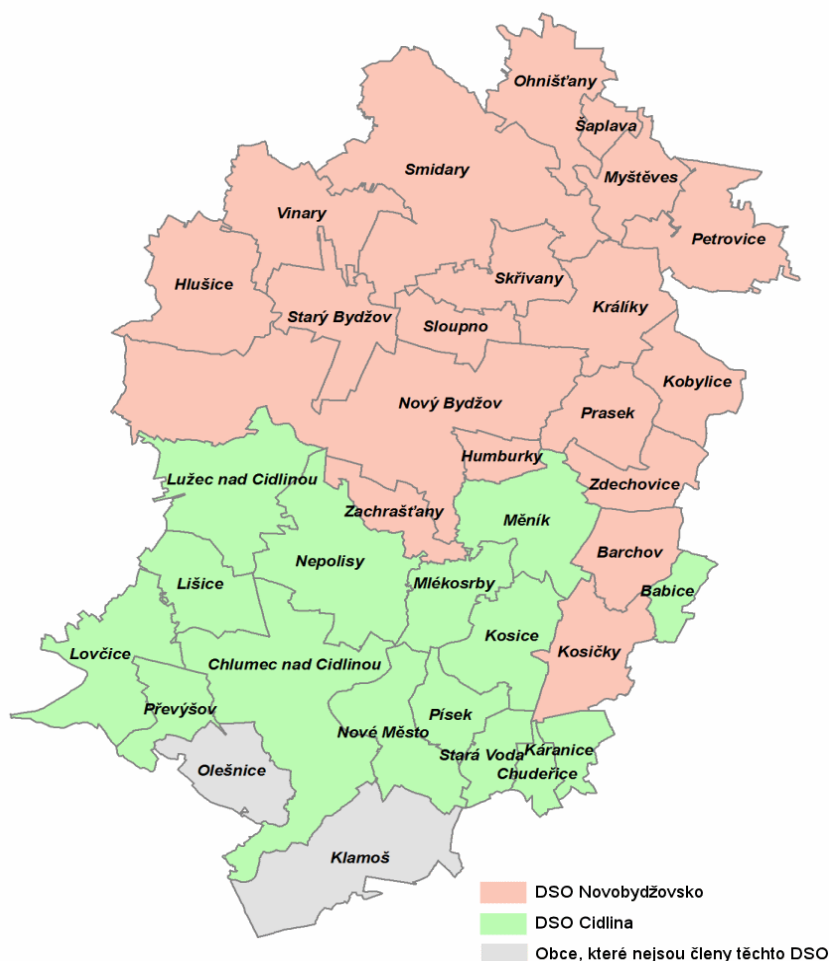 Ohnišťany
Šaplava
Smidary
Myštěves
Vinary
Petrovice
Skřivany
Hlušice
Králíky
Starý Bydžov
Sloupno
Kobylice
Nový Bydžov
Prasek
Humburky
Lužec nad Cidlinou
Zdechovice
Zachrašťany
Měník
Barchov
Nepolisy
Lišice
Mlékosrby
Babice
Kosice
Lovčice
Kosičky
Chlumec nad Cidlinou
Převýšov
Písek
Nové Město
Káranice
Stará Voda
Olešnice
Chudeřice
Klamoš
DSO Novobydžovsko
DSO Cidlina
Obce, které nejsou členy těchto DSO